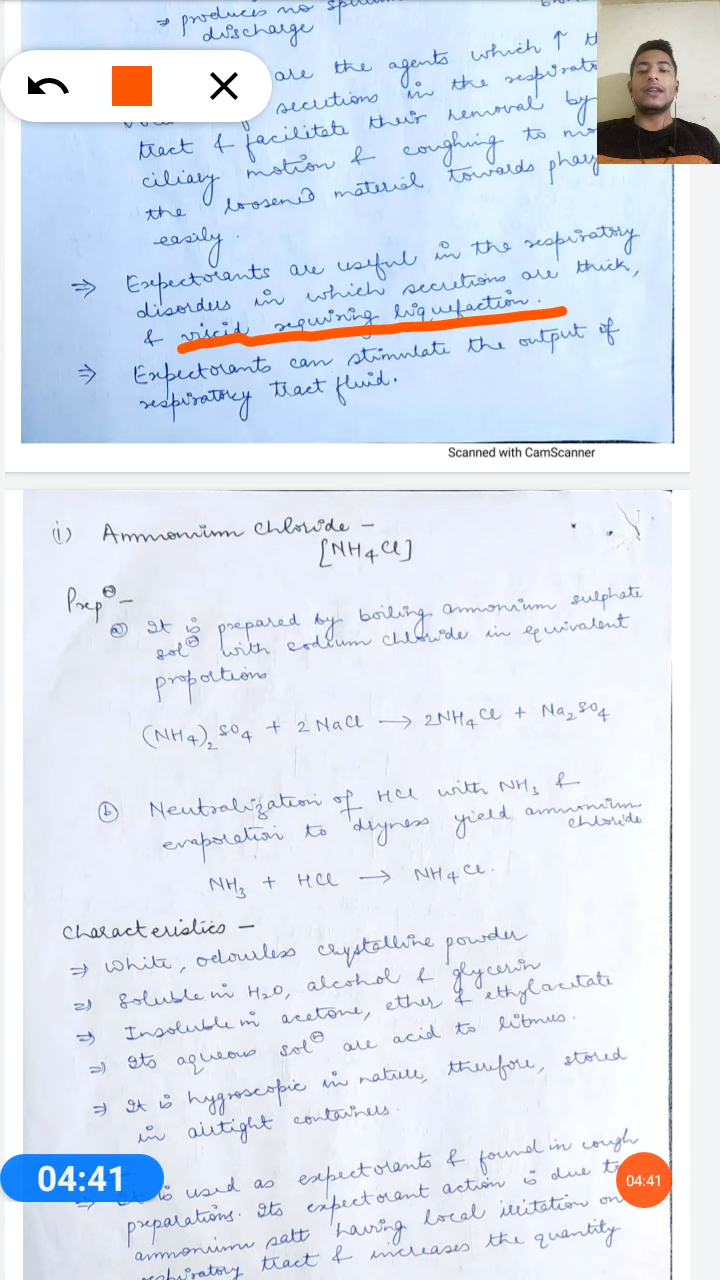 ⇒ produces no
discharge
are the agents which ↑
secretions in the
tract & facilitate their removal by
ciliary motion & coughing to
the loosened material towards
easily.
⇒ Expectorants are useful in the respiratory
disorders in which secretions are thick,
& viscid requiring liquefaction.
⇒ Expectorants can stimulate the output of
respiratory tract fluid.
Scanned with CamScanner
(i) Ammonium chloride -
[NH4Cl]
Prepⁿ -
(a) It is prepared by boiling ammonium sulphate
solⁿ with sodium chloride in equivalent
proportions
(NH4)2SO4 + 2NaCl → 2NH4Cl + Na2SO4
(b) Neutralization of HCl with NH3 &
evaporation to dryness yield ammonium
chloride
NH3 + HCl → NH4Cl.
Characteristics -
⇒ White, odourless crystalline powder
⇒ Soluble in H2O, alcohol & glycerin
⇒ Insoluble in acetone, ether & ethylacetate
⇒ Its aqueous solⁿ are acid to litmus.
⇒ It is hygroscopic in nature, therefore, stored
in airtight containers.
⇒ It is used as expectorants & found in cough
preparations. Its expectorant action is due to
ammonium salt having local irritation on
respiratory tract & increases the quantity
04:41
04:41